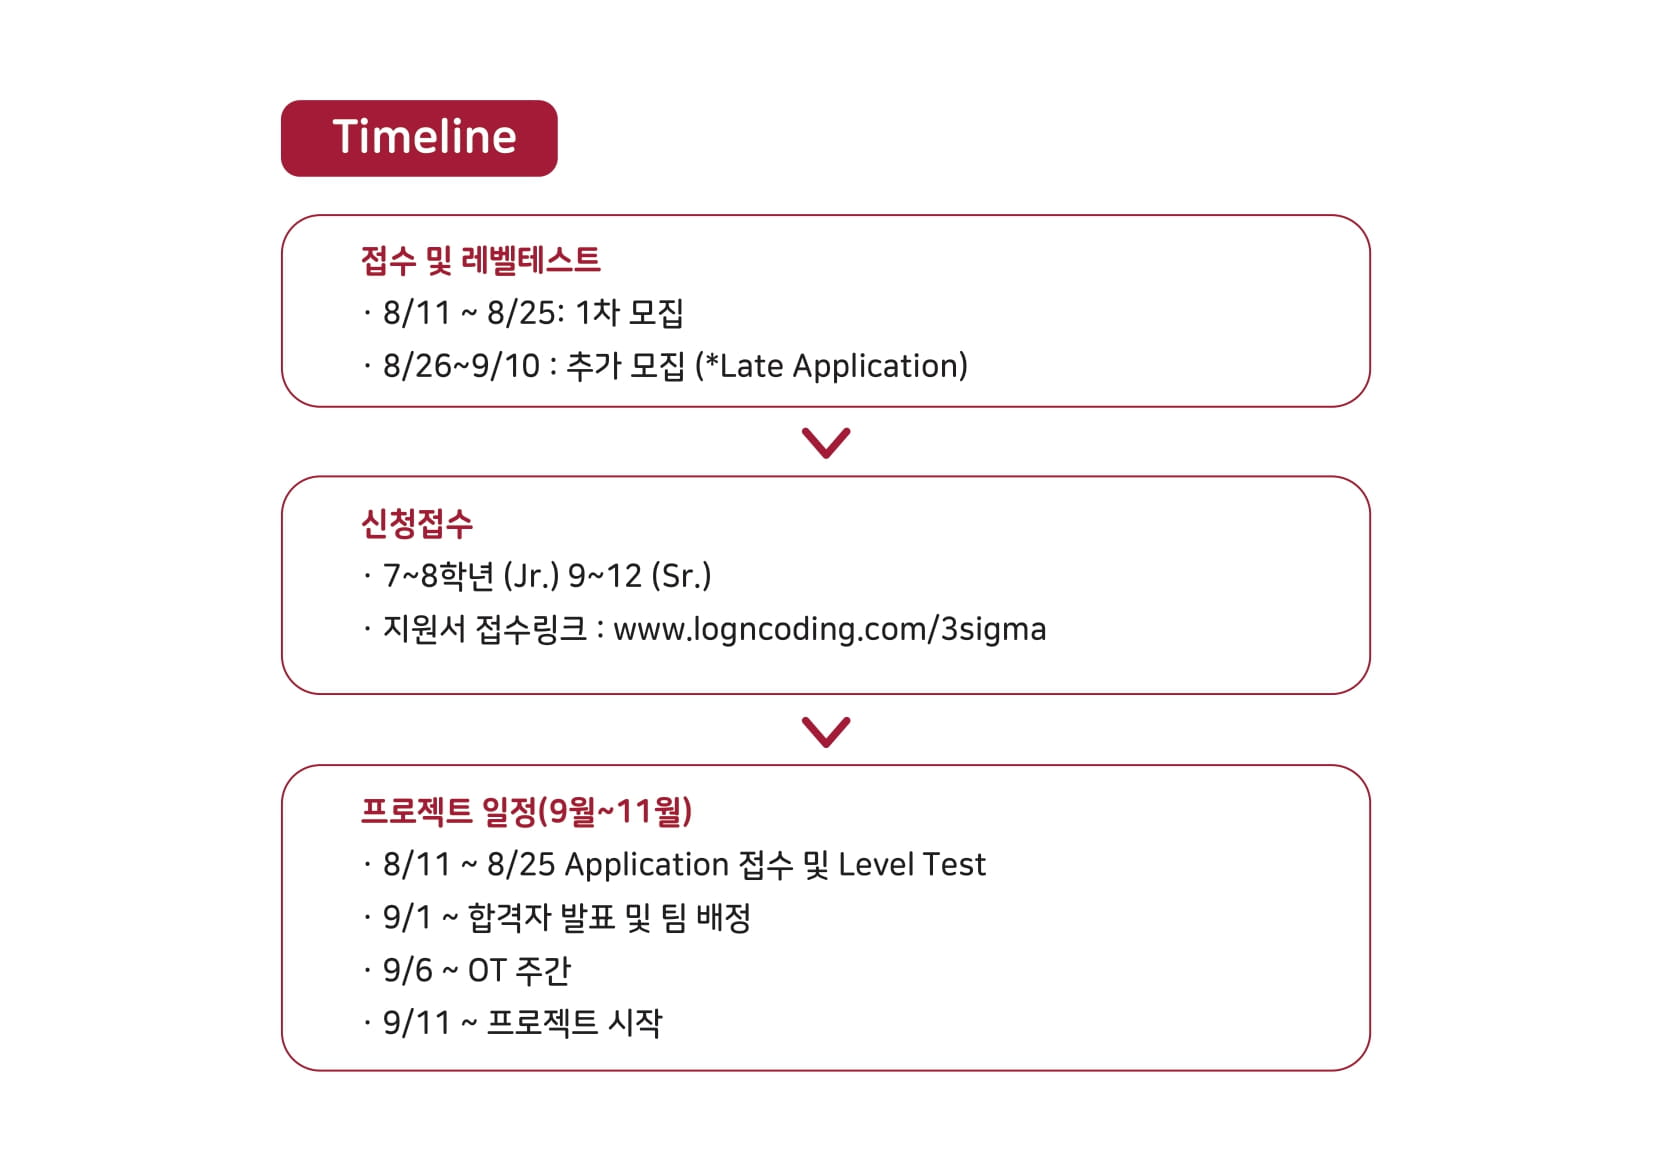 Timeline
접수 및 레벨테스트
· 8/11 ~ 8/25: 1차 모집
· 8/26~9/10 : 추가 모집 (*Late Application)
신청접수
· 7~8학년 (Jr.) 9~12 (Sr.)
· 지원서 접수링크 : www.logncoding.com/3sigma
프로젝트 일정(9월~11월)
· 8/11 ~ 8/25 Application 접수 및 Level Test
· 9/1 ~ 합격자 발표 및 팀 배정
· 9/6 ~ OT 주간
· 9/11 ~ 프로젝트 시작